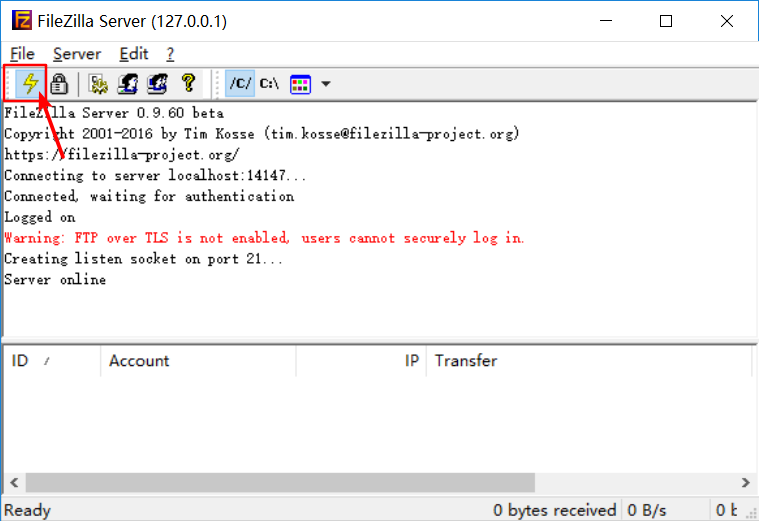 FileZilla Server (127.0.0.1)
File Server Edit ?
/C/ C:\
FileZilla Server 0.9.60 beta
Copyright 2001-2016 by Tim Kosse (tim.kosse@filezilla-project.org)
https://filezilla-project.org/
Connecting to server localhost:14147...
Connected, waiting for authentication
Logged on
Warning: FTP over TLS is not enabled, users cannot securely log in.
Creating listen socket on port 21...
Server online
ID / Account IP Transfer
Ready 0 bytes received 0 B/s 0 b